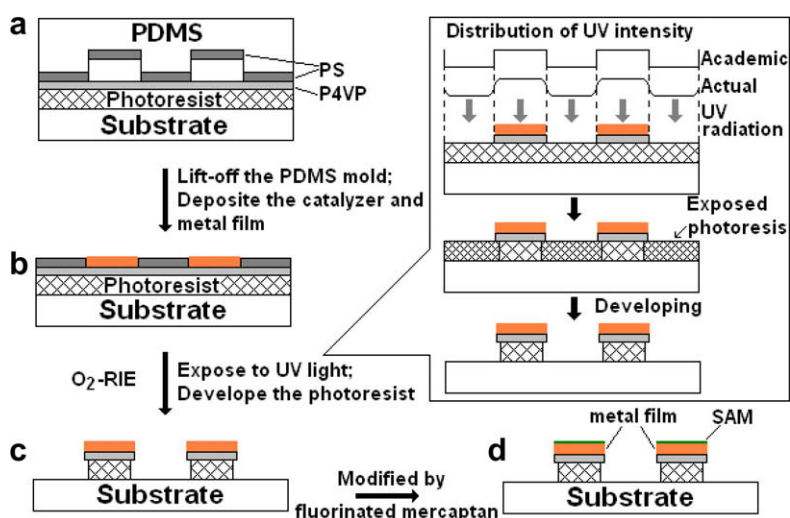 a
PDMS
PS
P4VP
Photoresist
Substrate
Lift-off the PDMS mold;
Deposite the catalyzer and
metal film
b
Photoresist
Substrate
O2-RIE
Expose to UV light;
Develope the photoresist
Distribution of UV intensity
Academic
Actual
UV
radiation
Exposed
photoresis
Developing
c
Substrate
Modified by
fluorinated mercaptan
d
metal film
SAM
Substrate